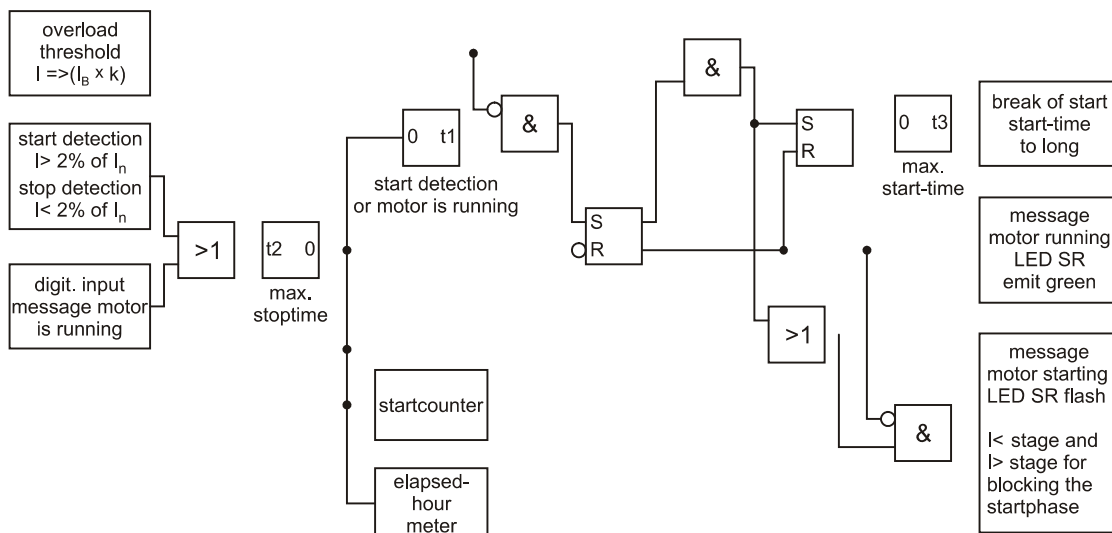 overload
threshold
I =>(I_B x k)
start detection
I> 2% of I_n
stop detection
I< 2% of I_n
digit. input
message motor
is running
>1
t2 0
max.
stoptime
0 t1
start detection
or motor is running
startcounter
elapsed-
hour
meter
&
S
R
&
S
R
>1
0 t3
max.
start-time
&
break of start
start-time
to long
message
motor running
LED SR
emit green
message
motor starting
LED SR flash
I< stage and
I> stage for
blocking the
startphase